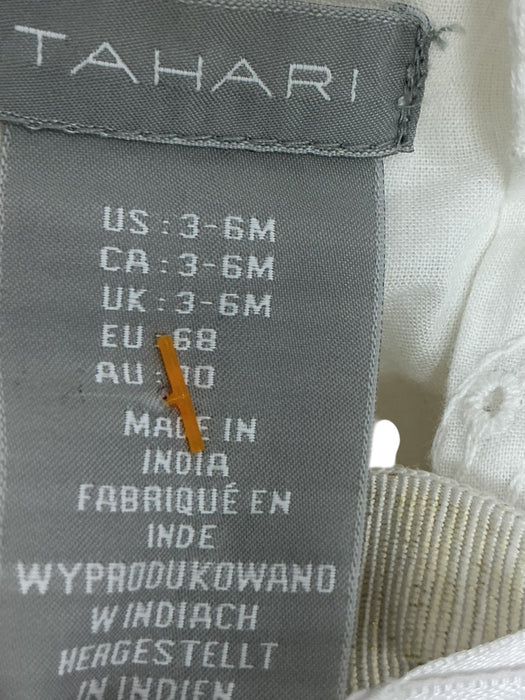 TAHARI
US : 3-6M
CA : 3-6M
UK : 3-6M
EU : 68
AU :
MADE IN
INDIA
FABRIQUÉ EN
INDE
WYPRODUKOWANO
W INDIACH
HERGESTELLT
IN INDIEN